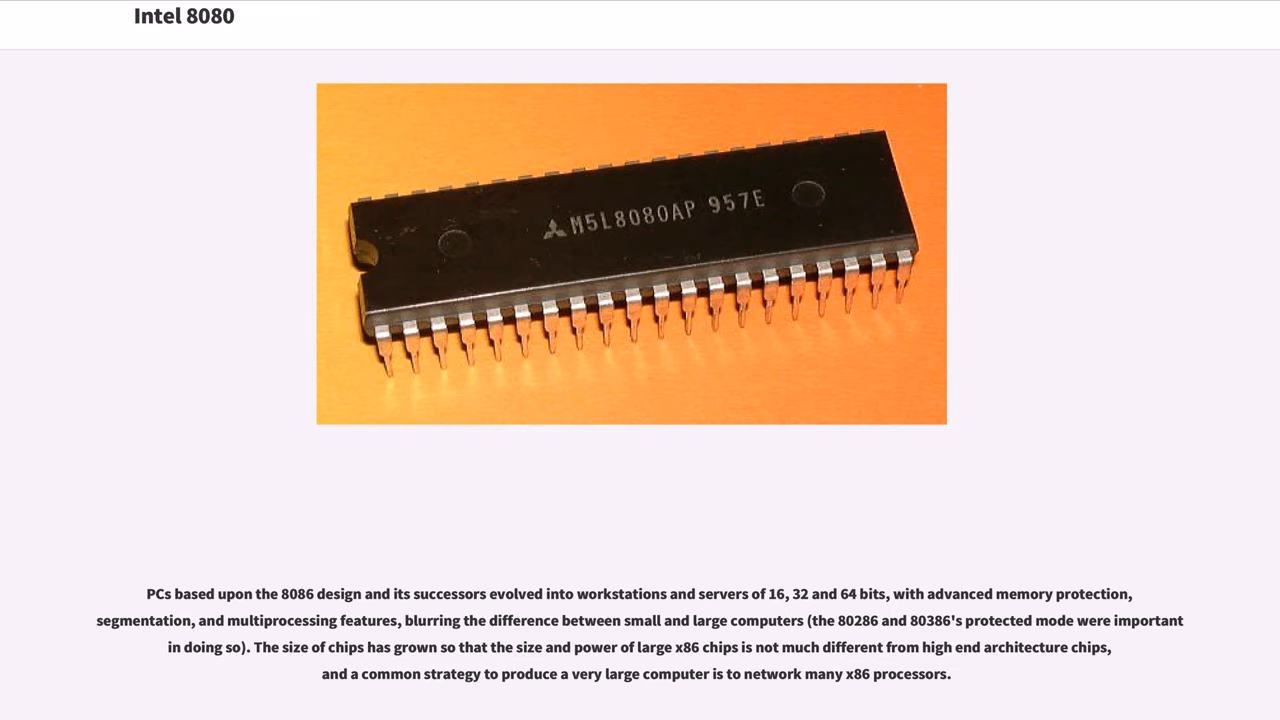 Intel 8080
M5L8080AP 957E
PCs based upon the 8086 design and its successors evolved into workstations and servers of 16, 32 and 64 bits, with advanced memory protection,
segmentation, and multiprocessing features, blurring the difference between small and large computers (the 80286 and 80386's protected mode were important
in doing so). The size of chips has grown so that the size and power of large x86 chips is not much different from high end architecture chips,
and a common strategy to produce a very large computer is to network many x86 processors.